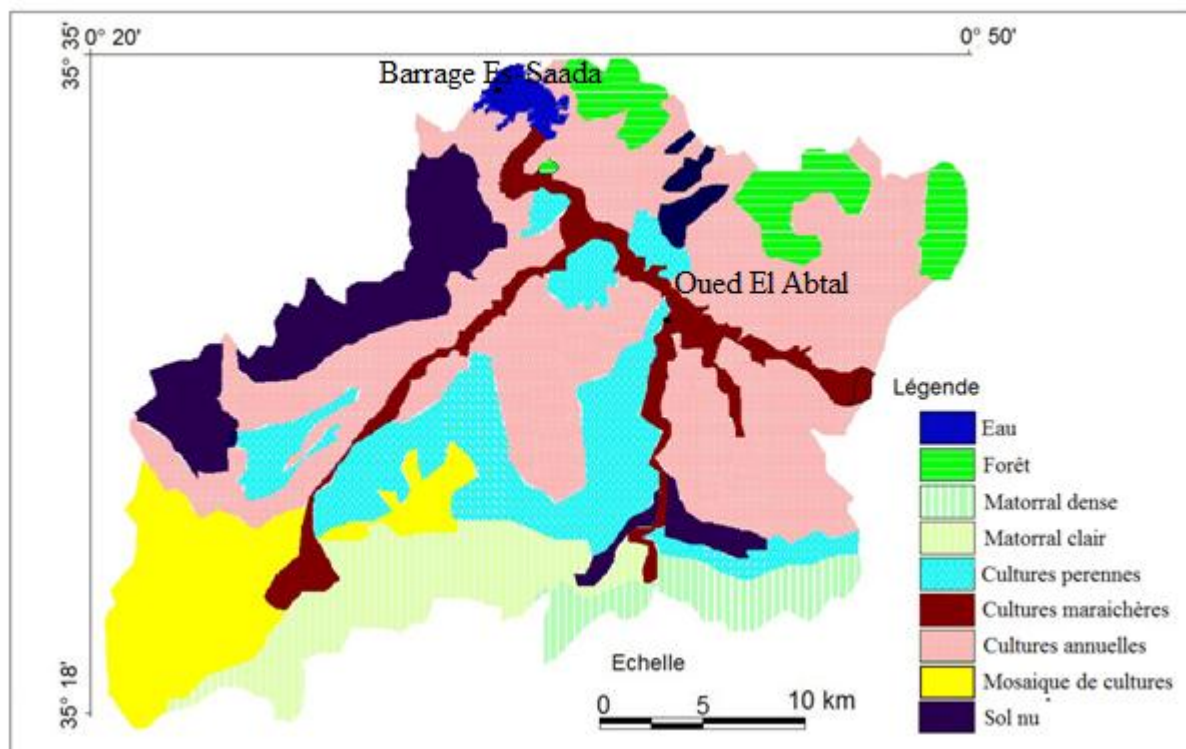 35° 35'
0° 20'
0° 50'
Barrage Es Saada
Oued El Abtal
Légende
Eau
Forêt
Matorral dense
Matorral clair
Cultures perennes
Cultures maraichères
Cultures annuelles
Mosaique de cultures
Sol nu
Echelle
0 5 10 km
35° 18'